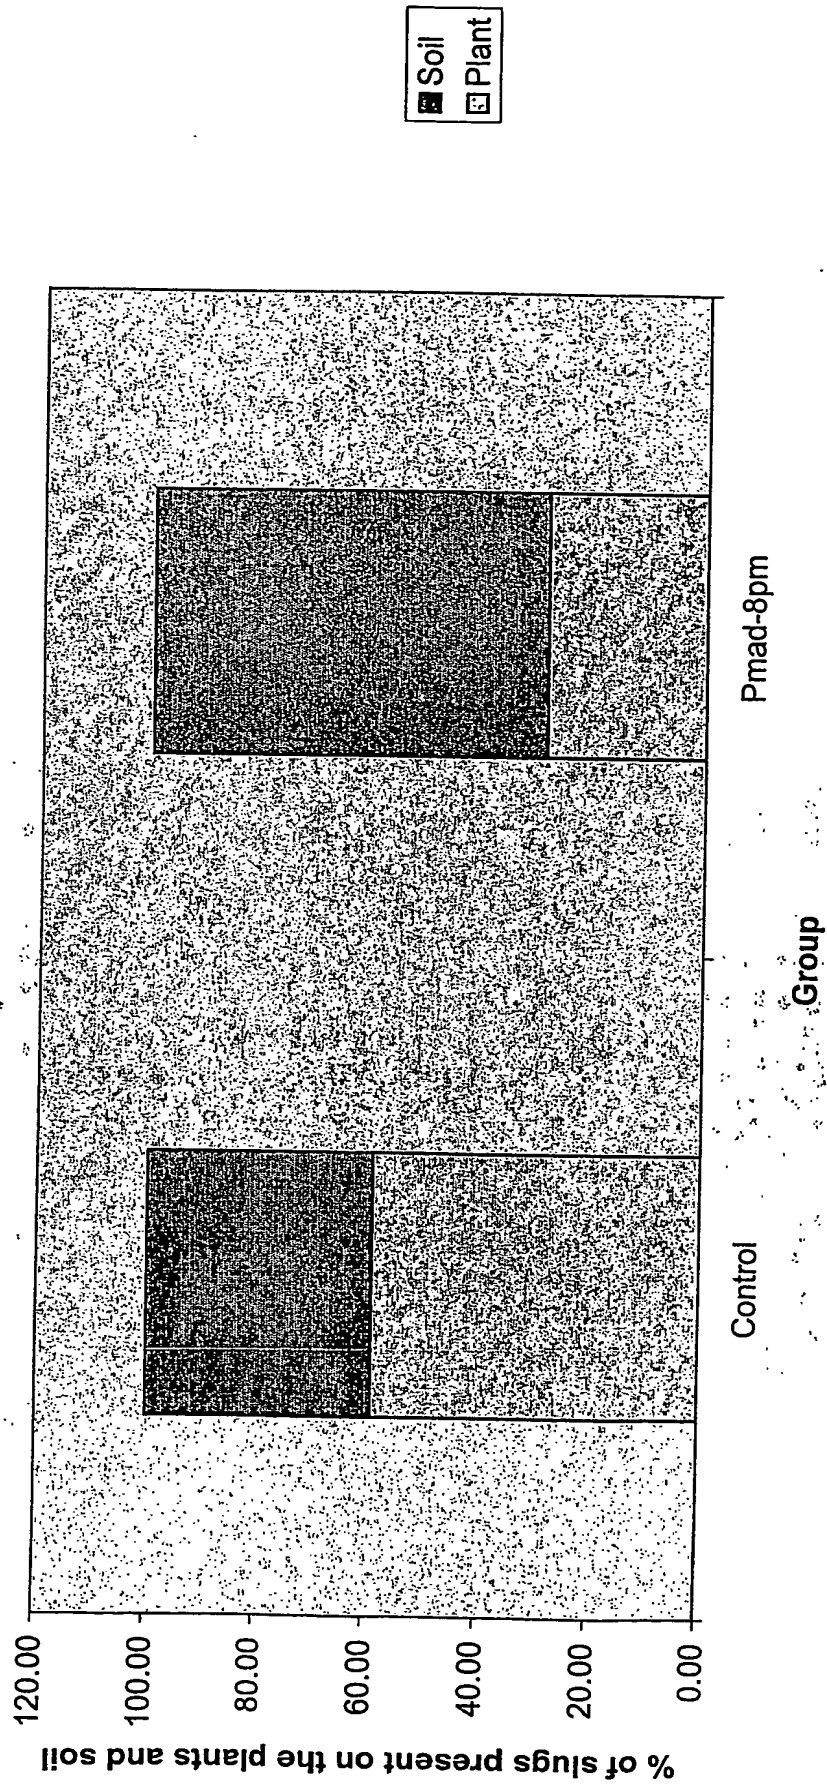 % of slugs present on the plants and soil
120.00
100.00
80.00
60.00
40.00
20.00
0.00
Control
Pmad-8pm
Group
Soil
Plant